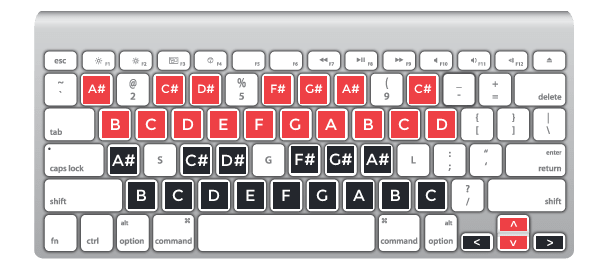 esc F1 F2 F3 F4 F5 F6 F7 F8 F9 F10 F11 F12
~ ` A# @ 2 C# D# % 5 F# G# A# ( 9 C# _ - + = delete
tab B C D E F G A B C D { [ } ] | \
caps lock A# S C# D# G F# G# A# L : ; “ ‘ enter return
shift B C D E F G A B C ? / shift
fn ctrl alt option ⌘ command ⌘ command alt option < ^ v >